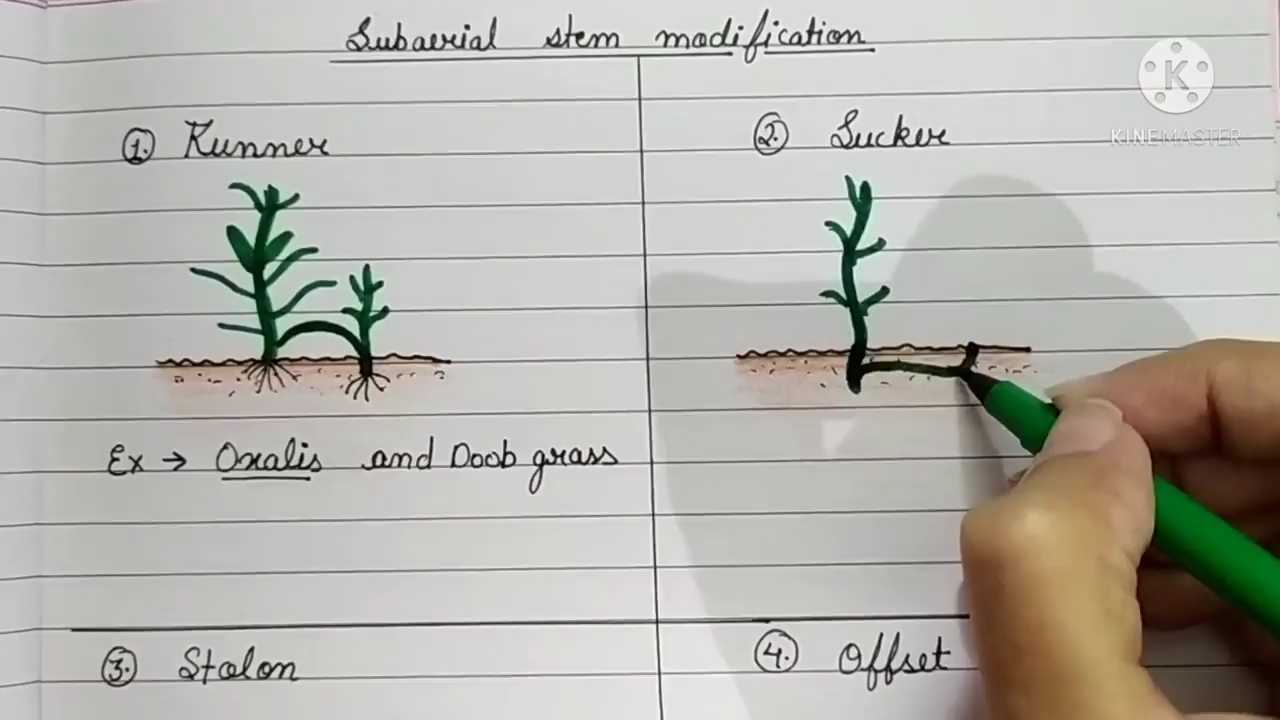 Subaerial stem modification
1. Runner
2. Sucker
K
KINEMASTER
Ex → Oxalis and Doob grass
3. Stolon
4. Offset